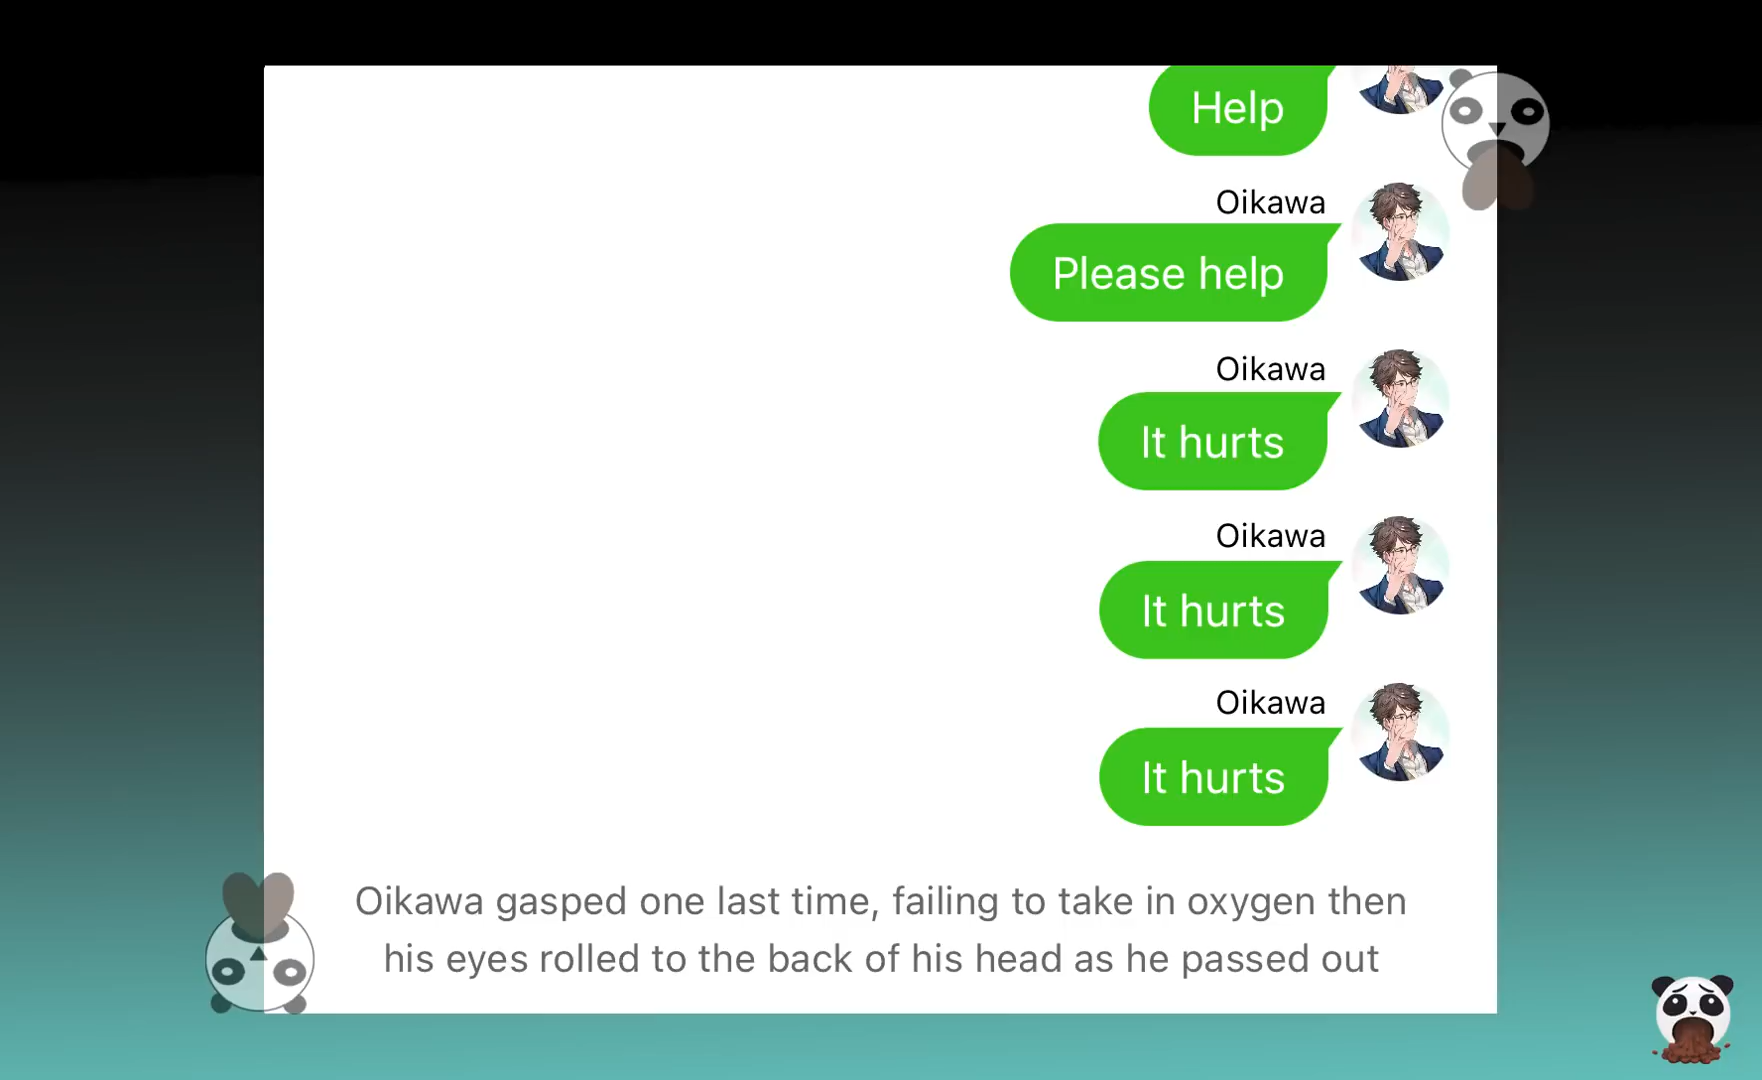 Help
Oikawa
Please help
Oikawa
It hurts
Oikawa
It hurts
Oikawa
It hurts
Oikawa gasped one last time, failing to take in oxygen then
his eyes rolled to the back of his head as he passed out